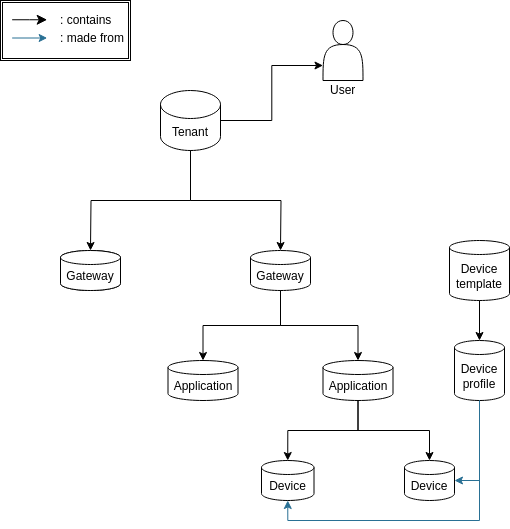 : contains
: made from
User
Tenant
Gateway
Gateway
Device
template
Application
Application
Device
profile
Device
Device